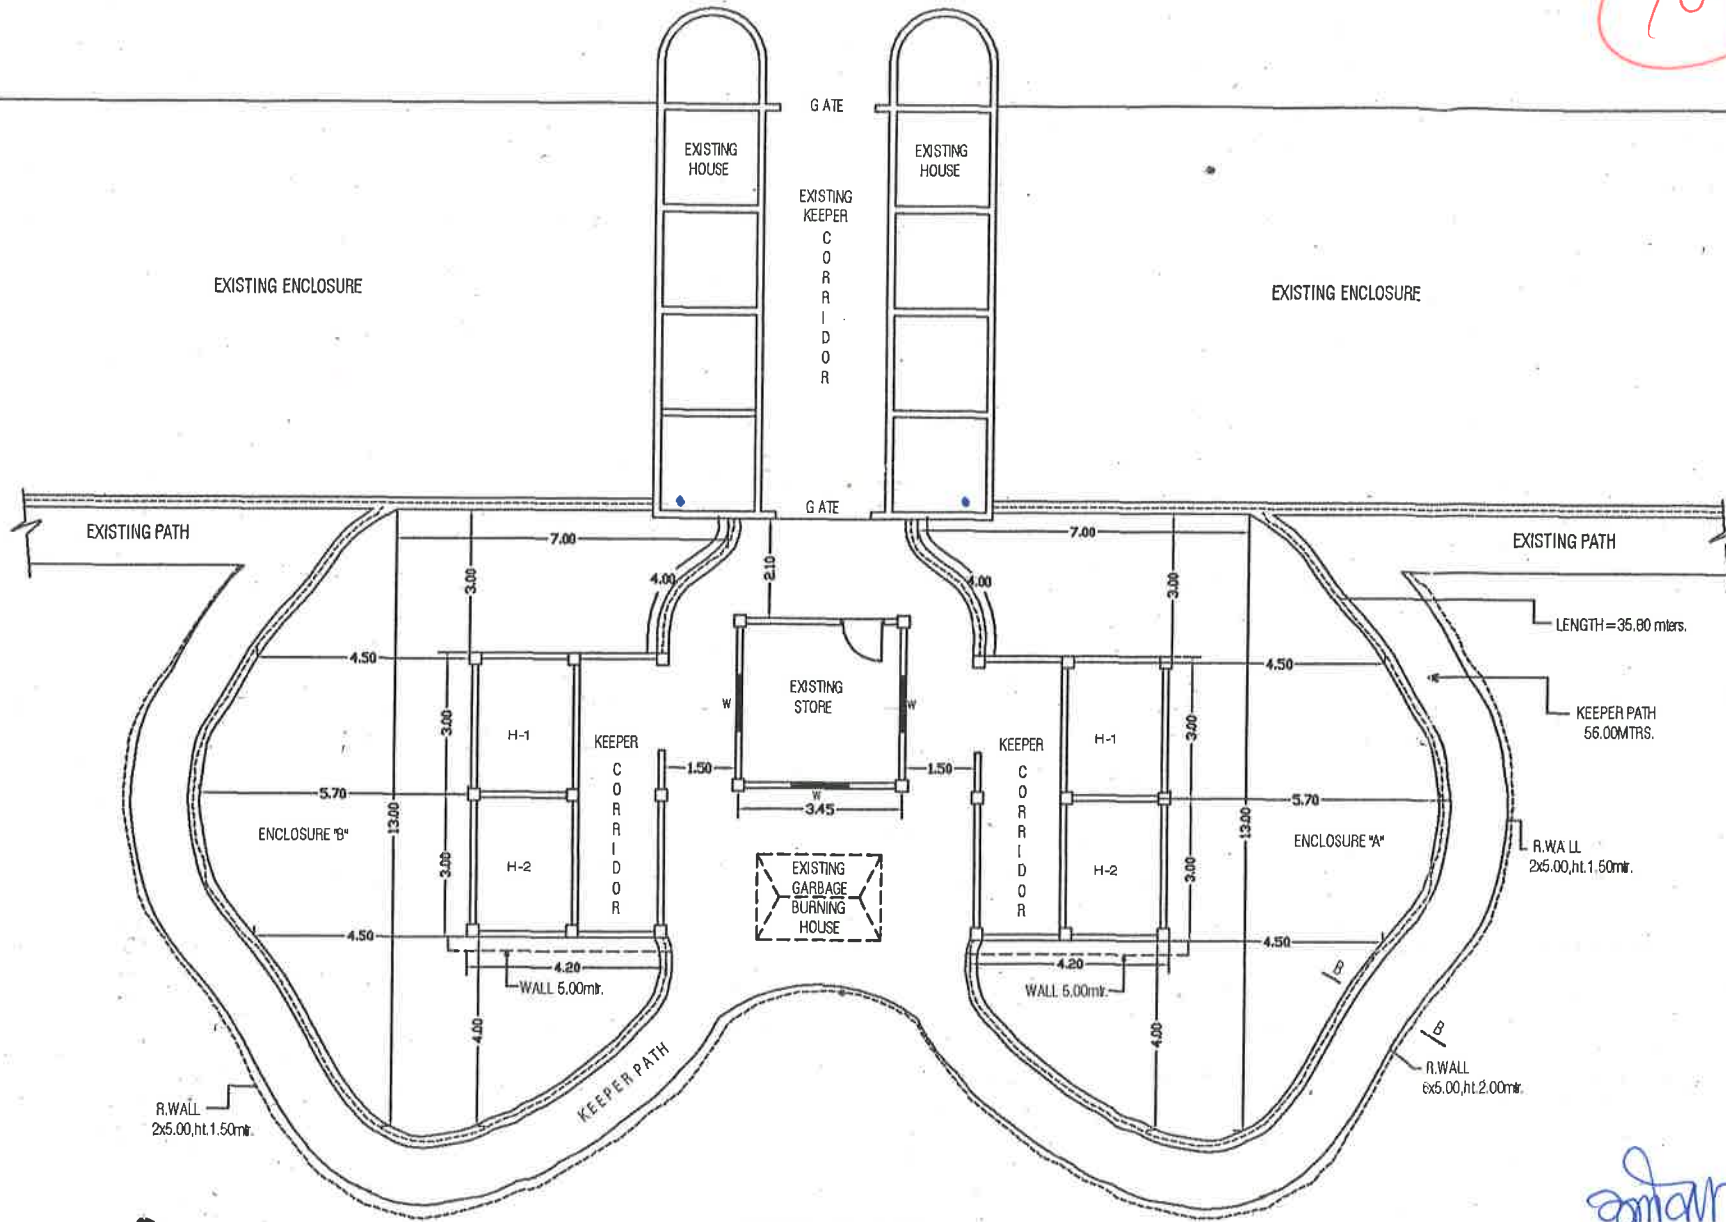 GATE
EXISTING
HOUSE
EXISTING
HOUSE
EXISTING
KEEPER
CORRIDOR
EXISTING ENCLOSURE
EXISTING ENCLOSURE
GATE
EXISTING PATH
EXISTING PATH
7.00
7.00
2.10
3.00
3.00
4.00
4.00
LENGTH=35.80 mters.
4.50
4.50
EXISTING
STORE
W
W
W
KEEPER PATH
56.00MTRS.
3.00
H-1
KEEPER
CORRIDOR
KEEPER
CORRIDOR
H-1
3.00
1.50
1.50
3.45
5.70
5.70
13.00
13.00
ENCLOSURE "B"
ENCLOSURE "A"
R.WALL
2x5.00,ht.1.50mtr.
3.00
H-2
H-2
3.00
EXISTING
GARBAGE
BURNING
HOUSE
4.50
4.50
4.20
4.20
WALL 5.00mtr.
WALL 5.00mtr.
B
B
4.00
4.00
KEEPER PATH
R.WALL
6x5.00,ht.2.00mtr.
R.WALL
2x5.00,ht.1.50mtr.